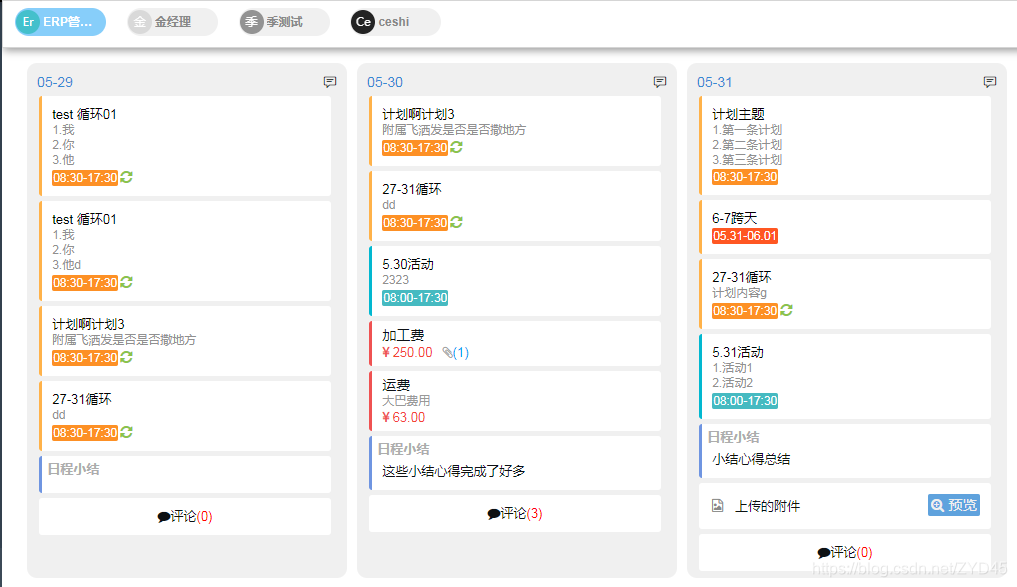 Er ERP管...
金 金经理
季 季测试
Ce ceshi
05-29
test 循环01
1.我
2.你
3.他
08:30-17:30
test 循环01
1.我
2.你
3.他d
08:30-17:30
计划啊计划3
附属飞洒发是否是否撒地方
08:30-17:30
27-31循环
dd
08:30-17:30
日程小结
评论(0)
05-30
计划啊计划3
附属飞洒发是否是否撒地方
08:30-17:30
27-31循环
dd
08:30-17:30
5.30活动
2323
08:00-17:30
加工费
¥ 250.00 (1)
运费
大巴费用
¥ 63.00
日程小结
这些小结心得完成了好多
评论(3)
05-31
计划主题
1.第一条计划
2.第二条计划
3.第三条计划
08:30-17:30
6-7跨天
05.31-06.01
27-31循环
计划内容g
08:30-17:30
5.31活动
1.活动1
2.活动2
08:00-17:30
日程小结
小结心得总结
上传的附件 预览
评论(0)
https://blog.csdn.net/ZYD45